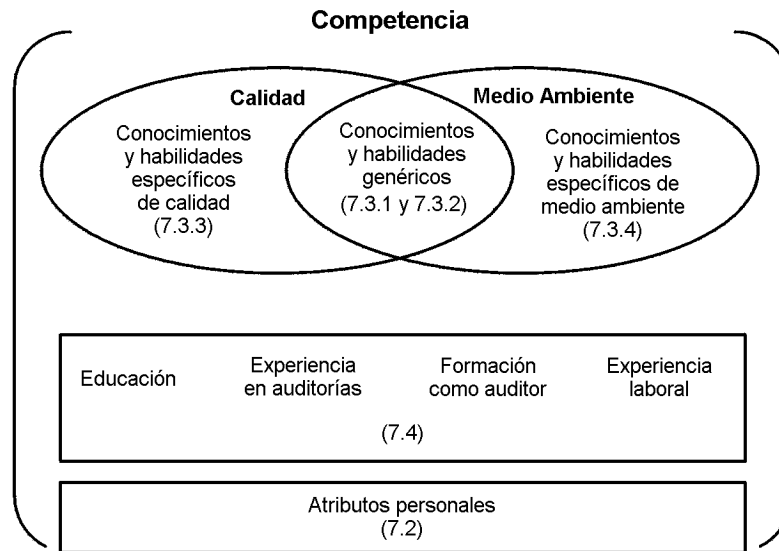 Competencia
Calidad
Medio Ambiente
Conocimientos
y habilidades
específicos
de calidad
(7.3.3)
Conocimientos
y habilidades
genéricos
(7.3.1 y 7.3.2)
Conocimientos
y habilidades
específicos de
medio ambiente
(7.3.4)
Educación
Experiencia
en auditorías
Formación
como auditor
Experiencia
laboral
(7.4)
Atributos personales
(7.2)